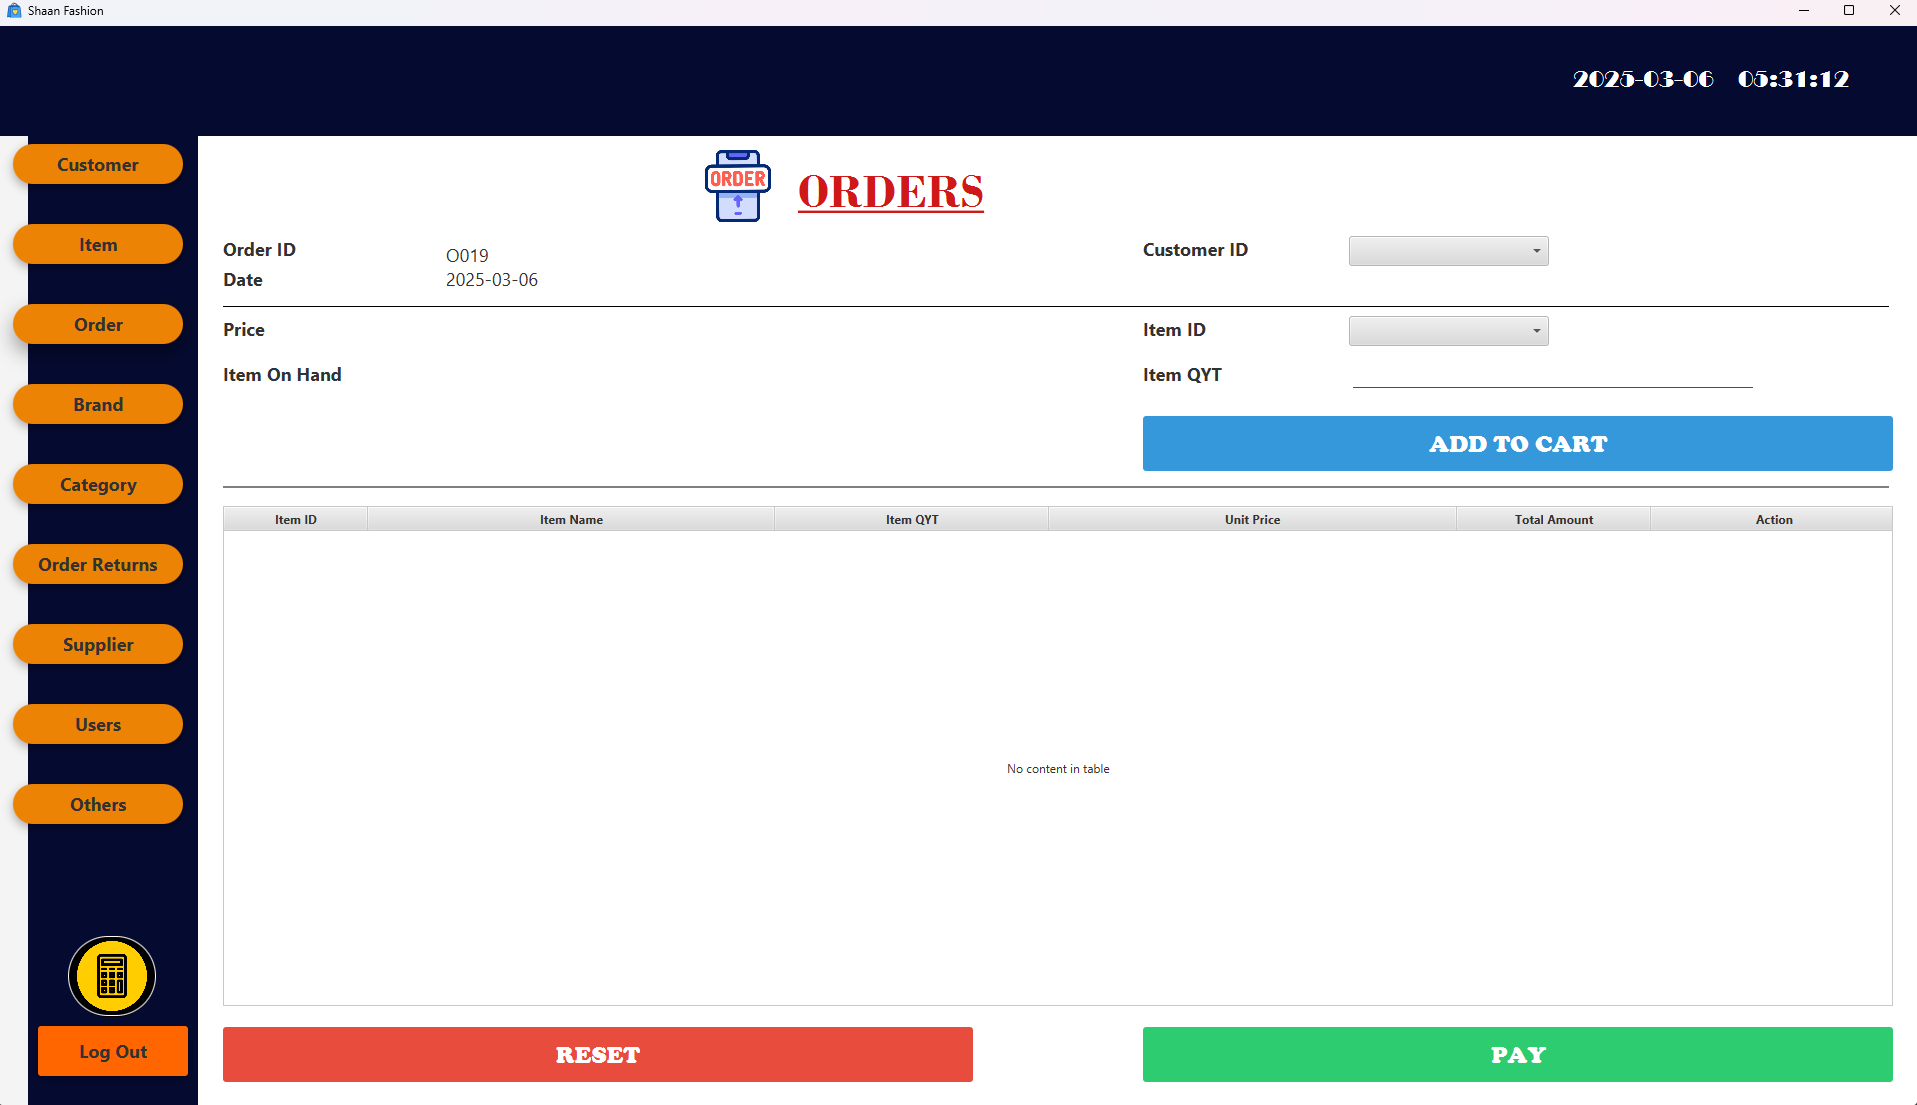 Shaan Fashion
2025-03-06 05:31:12
Customer
Item
Order
Brand
Category
Order Returns
Supplier
Users
Others
Log Out
ORDER
ORDERS
Order ID O019 Customer ID
Date 2025-03-06
Price Item ID
Item On Hand Item QYT
ADD TO CART
Item ID Item Name Item QYT Unit Price Total Amount Action
No content in table
RESET PAY